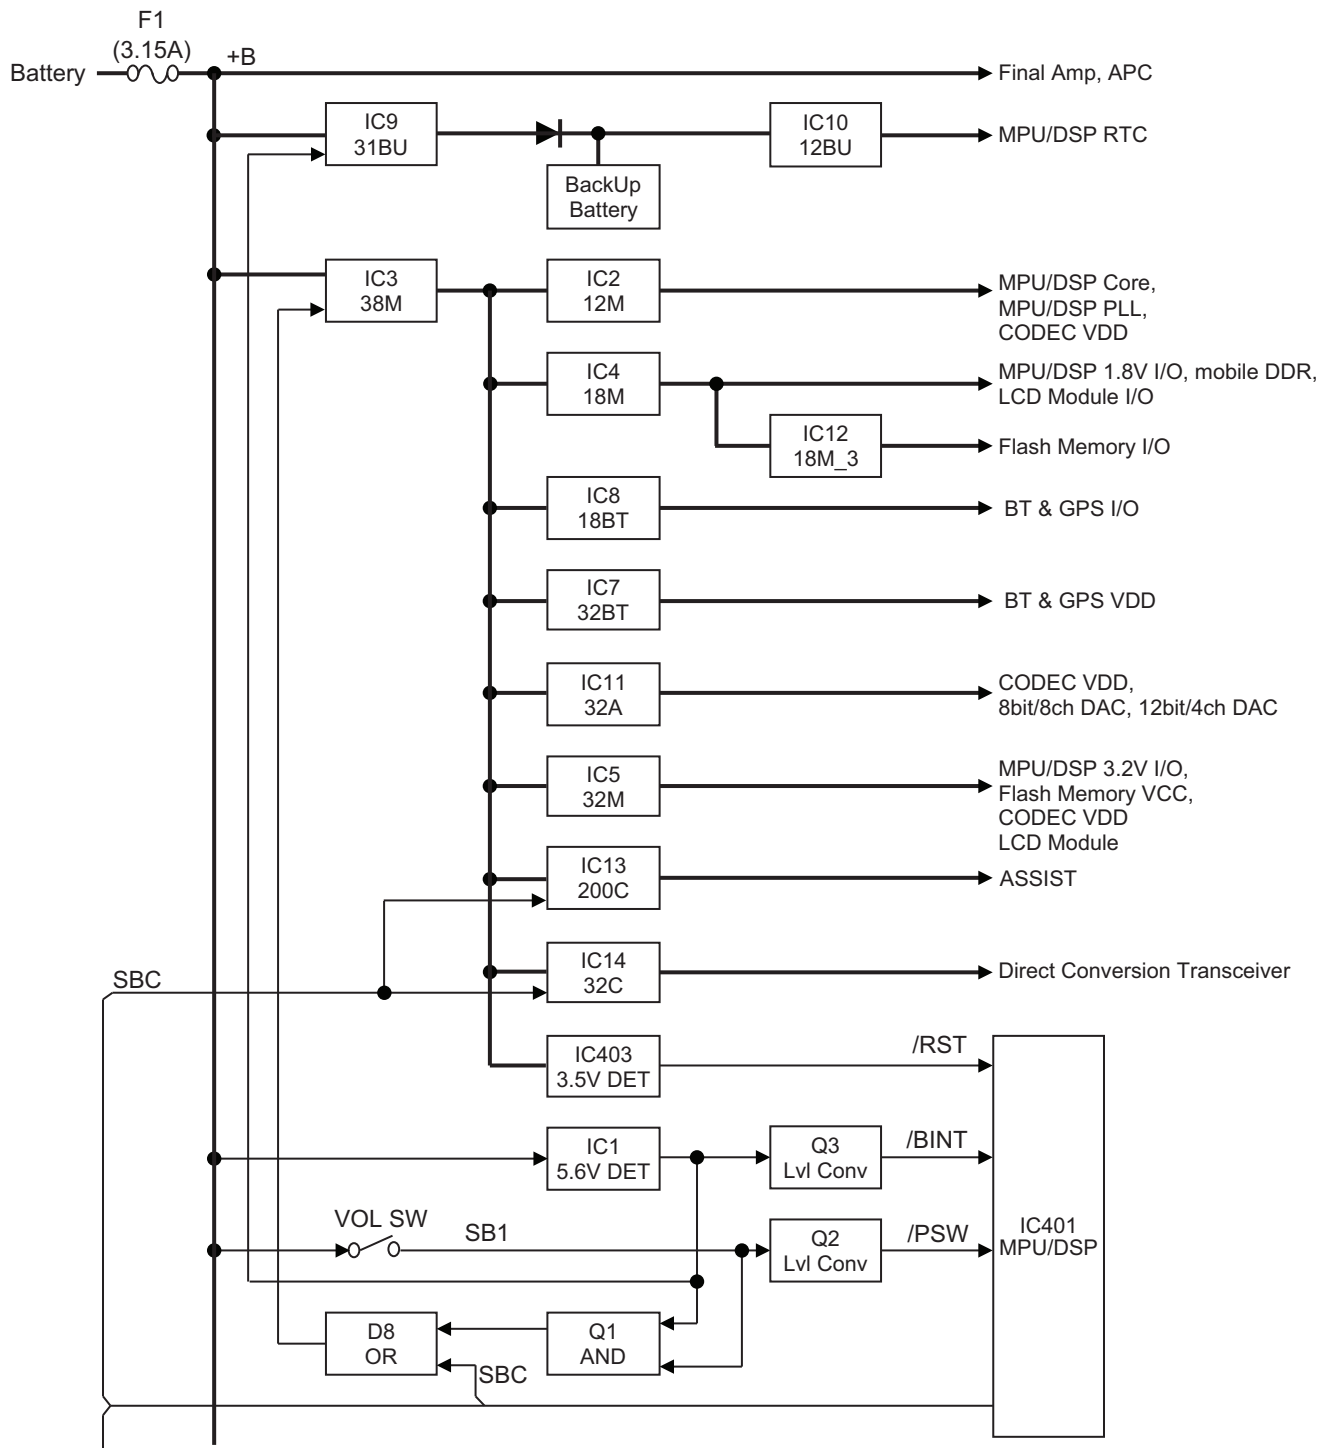 F1
(3.15A)
+B
Battery
Final Amp, APC
IC9
31BU
IC10
12BU
MPU/DSP RTC
BackUp
Battery
IC3
38M
IC2
12M
MPU/DSP Core,
MPU/DSP PLL,
CODEC VDD
IC4
18M
MPU/DSP 1.8V I/O, mobile DDR,
LCD Module I/O
IC12
18M_3
Flash Memory I/O
IC8
18BT
BT & GPS I/O
IC7
32BT
BT & GPS VDD
IC11
32A
CODEC VDD,
8bit/8ch DAC, 12bit/4ch DAC
IC5
32M
MPU/DSP 3.2V I/O,
Flash Memory VCC,
CODEC VDD
LCD Module
IC13
200C
ASSIST
SBC
IC14
32C
Direct Conversion Transceiver
IC403
3.5V DET
/RST
IC1
5.6V DET
Q3
Lvl Conv
/BINT
VOL SW
SB1
Q2
Lvl Conv
/PSW
IC401
MPU/DSP
D8
OR
Q1
AND
SBC